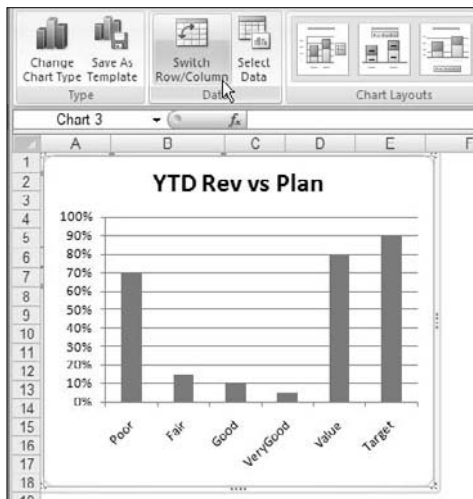 Change Chart Type
Save As Template
Switch Row/Column
Select Data
Type
Data
Chart Layouts
Chart 3
fx
A B C D E F
1
2
3
4
5
6
7
8
9
10
11
12
13
14
15
16
17
18
YTD Rev vs Plan
100%
90%
80%
70%
60%
50%
40%
30%
20%
10%
0%
Poor
Fair
Good
VeryGood
Value
Target